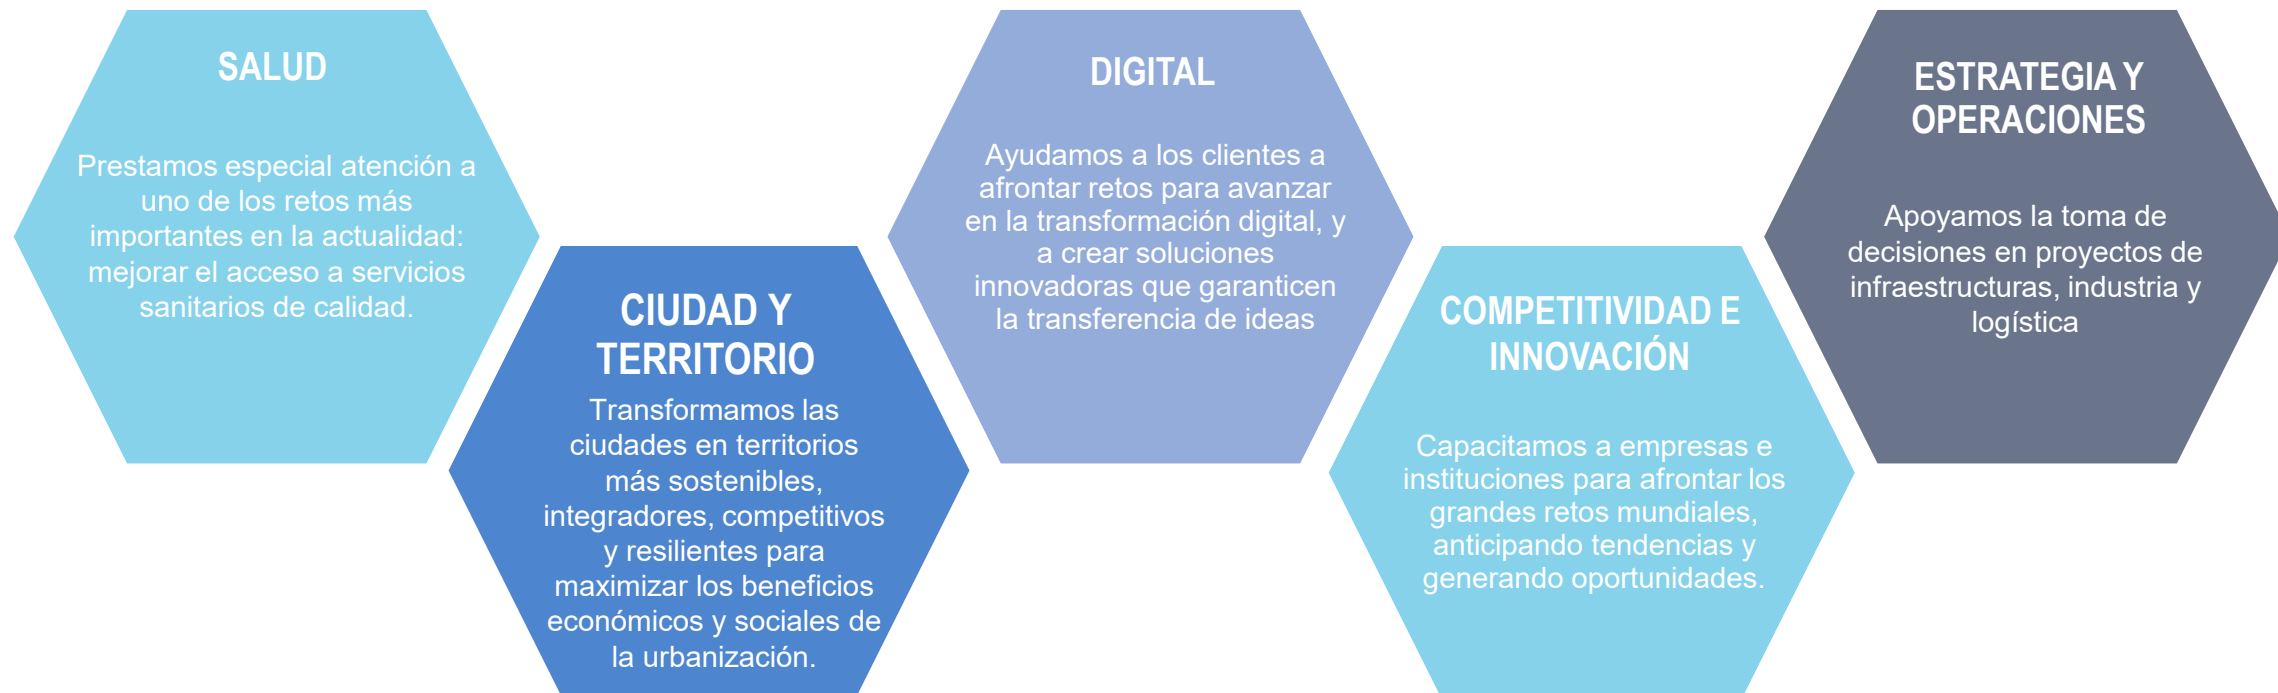 SALUD
Prestamos especial atención a
uno de los retos más
importantes en la actualidad:
mejorar el acceso a servicios
sanitarios de calidad.
CIUDAD Y
TERRITORIO
Transformamos las
ciudades en territorios
más sostenibles,
integradores, competitivos
y resilientes para
maximizar los beneficios
económicos y sociales de
la urbanización.
DIGITAL
Ayudamos a los clientes a
afrontar retos para avanzar
en la transformación digital, y
a crear soluciones
innovadoras que garanticen
la transferencia de ideas
COMPETITIVIDAD E
INNOVACIÓN
Capacitamos a empresas e
instituciones para afrontar los
grandes retos mundiales,
anticipando tendencias y
generando oportunidades.
ESTRATEGIA Y
OPERACIONES
Apoyamos la toma de
decisiones en proyectos de
infraestructuras, industria y
logística